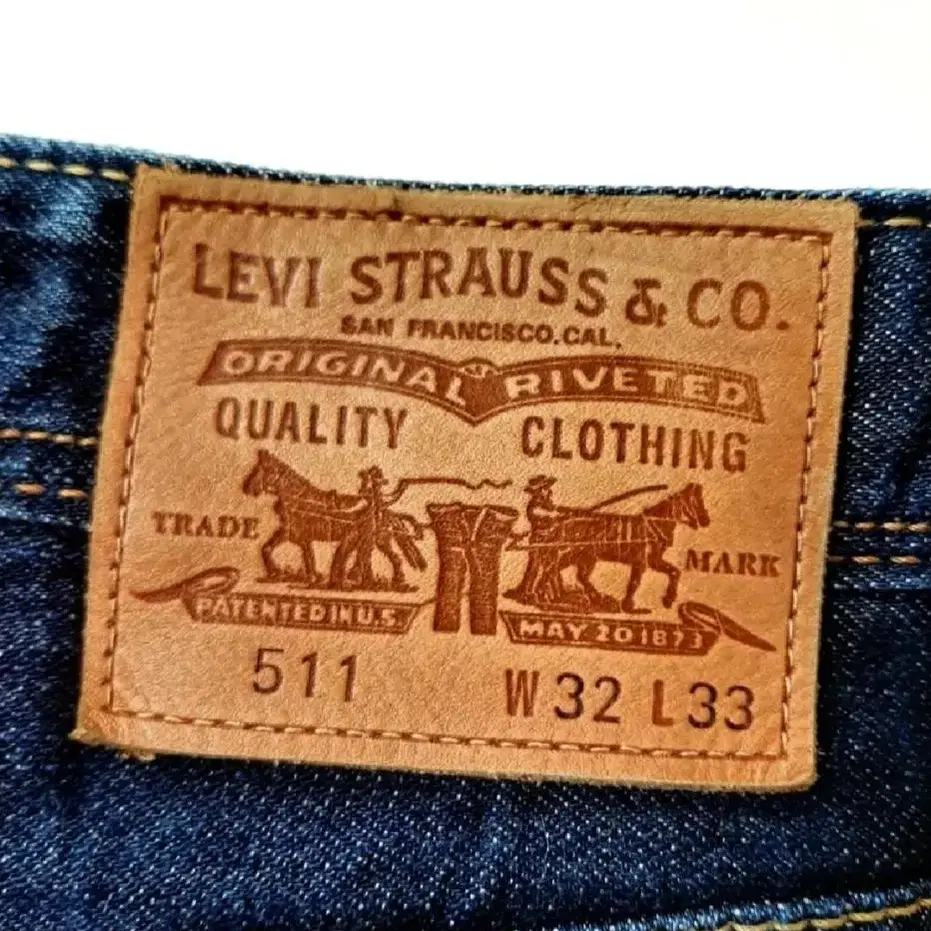 LEVI STRAUSS & CO.
SAN FRANCISCO.CAL.
ORIGINAL RIVETED
QUALITY CLOTHING
TRADE MARK
PATENTED IN U.S. MAY 20 1873
511 W32 L33